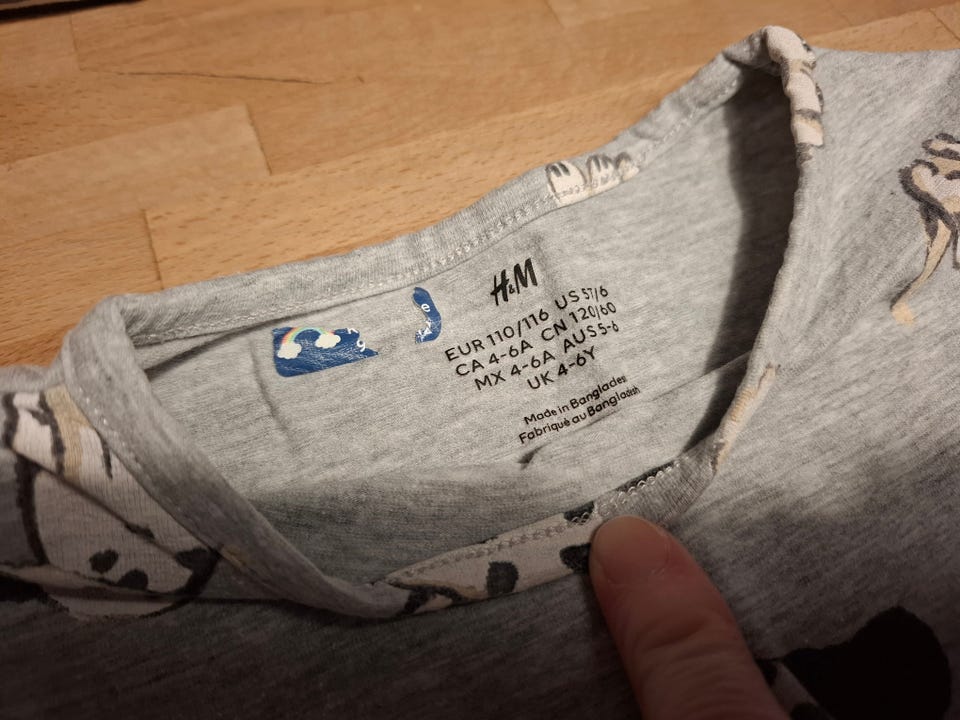 H&M
EUR 110/116 US 5T/6
CA 4-6A CN 120/60
MX 4-6A AUS 5-6
UK 4-6Y
Made in Bangladesh
Fabriqué au Bangladesh